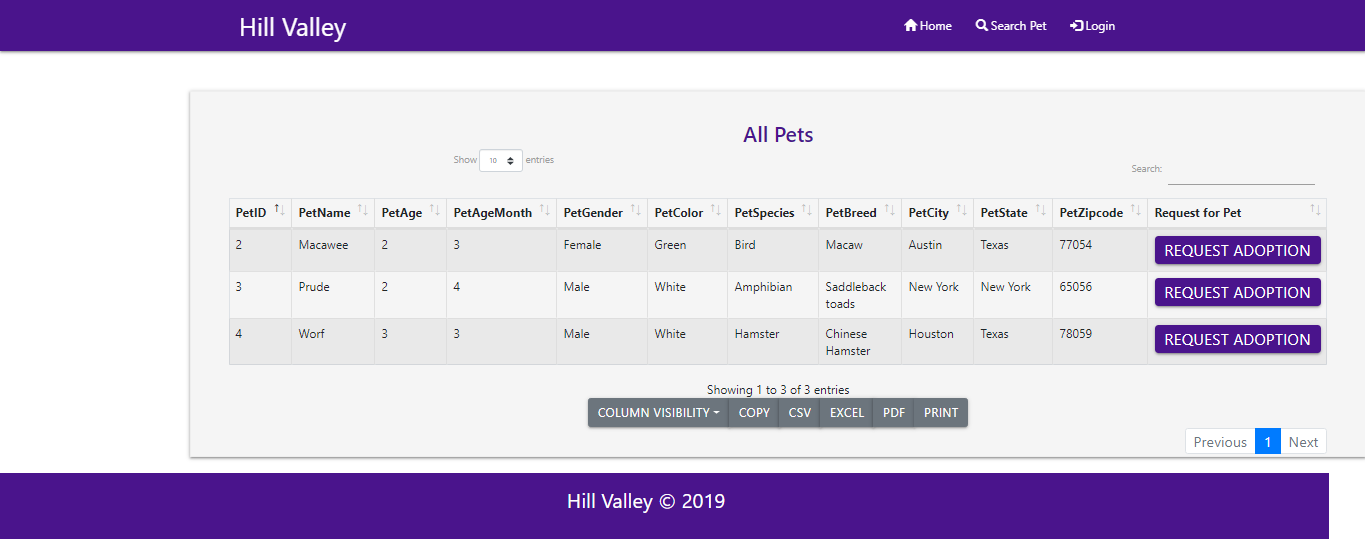 Hill Valley Home Search Pet Login
All Pets
Show 10 entries
Search:
PetID PetName PetAge PetAgeMonth PetGender PetColor PetSpecies PetBreed PetCity PetState PetZipcode Request for Pet
2 Macawee 2 3 Female Green Bird Macaw Austin Texas 77054 REQUEST ADOPTION
3 Prude 2 4 Male White Amphibian Saddleback New York New York 65056 REQUEST ADOPTION
toads
4 Worf 3 3 Male White Hamster Chinese Houston Texas 78059 REQUEST ADOPTION
Hamster
Showing 1 to 3 of 3 entries
COLUMN VISIBILITY COPY CSV EXCEL PDF PRINT
Previous 1 Next
Hill Valley © 2019